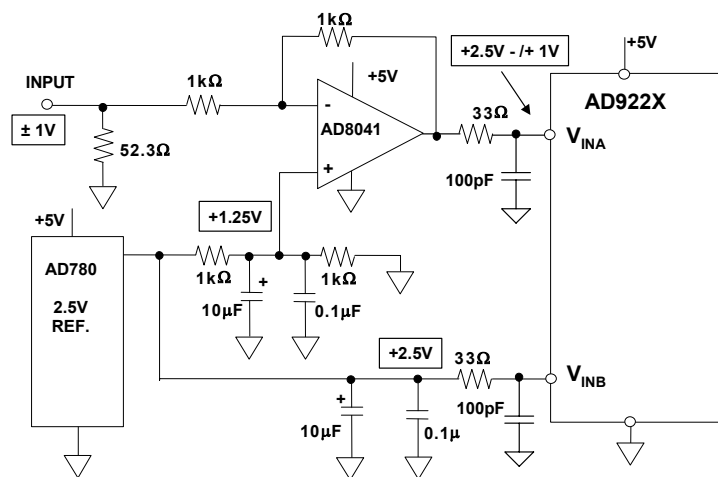 1kΩ
+2.5V - /+ 1V
+5V
INPUT
1kΩ
+5V
AD922X
± 1V
-
AD8041
33Ω
VINA
52.3Ω
+
100pF
+5V
+1.25V
AD780
2.5V
REF.
1kΩ
+
1kΩ
10μF
0.1μF
+2.5V
33Ω
VINB
+
100pF
10μF
0.1μ